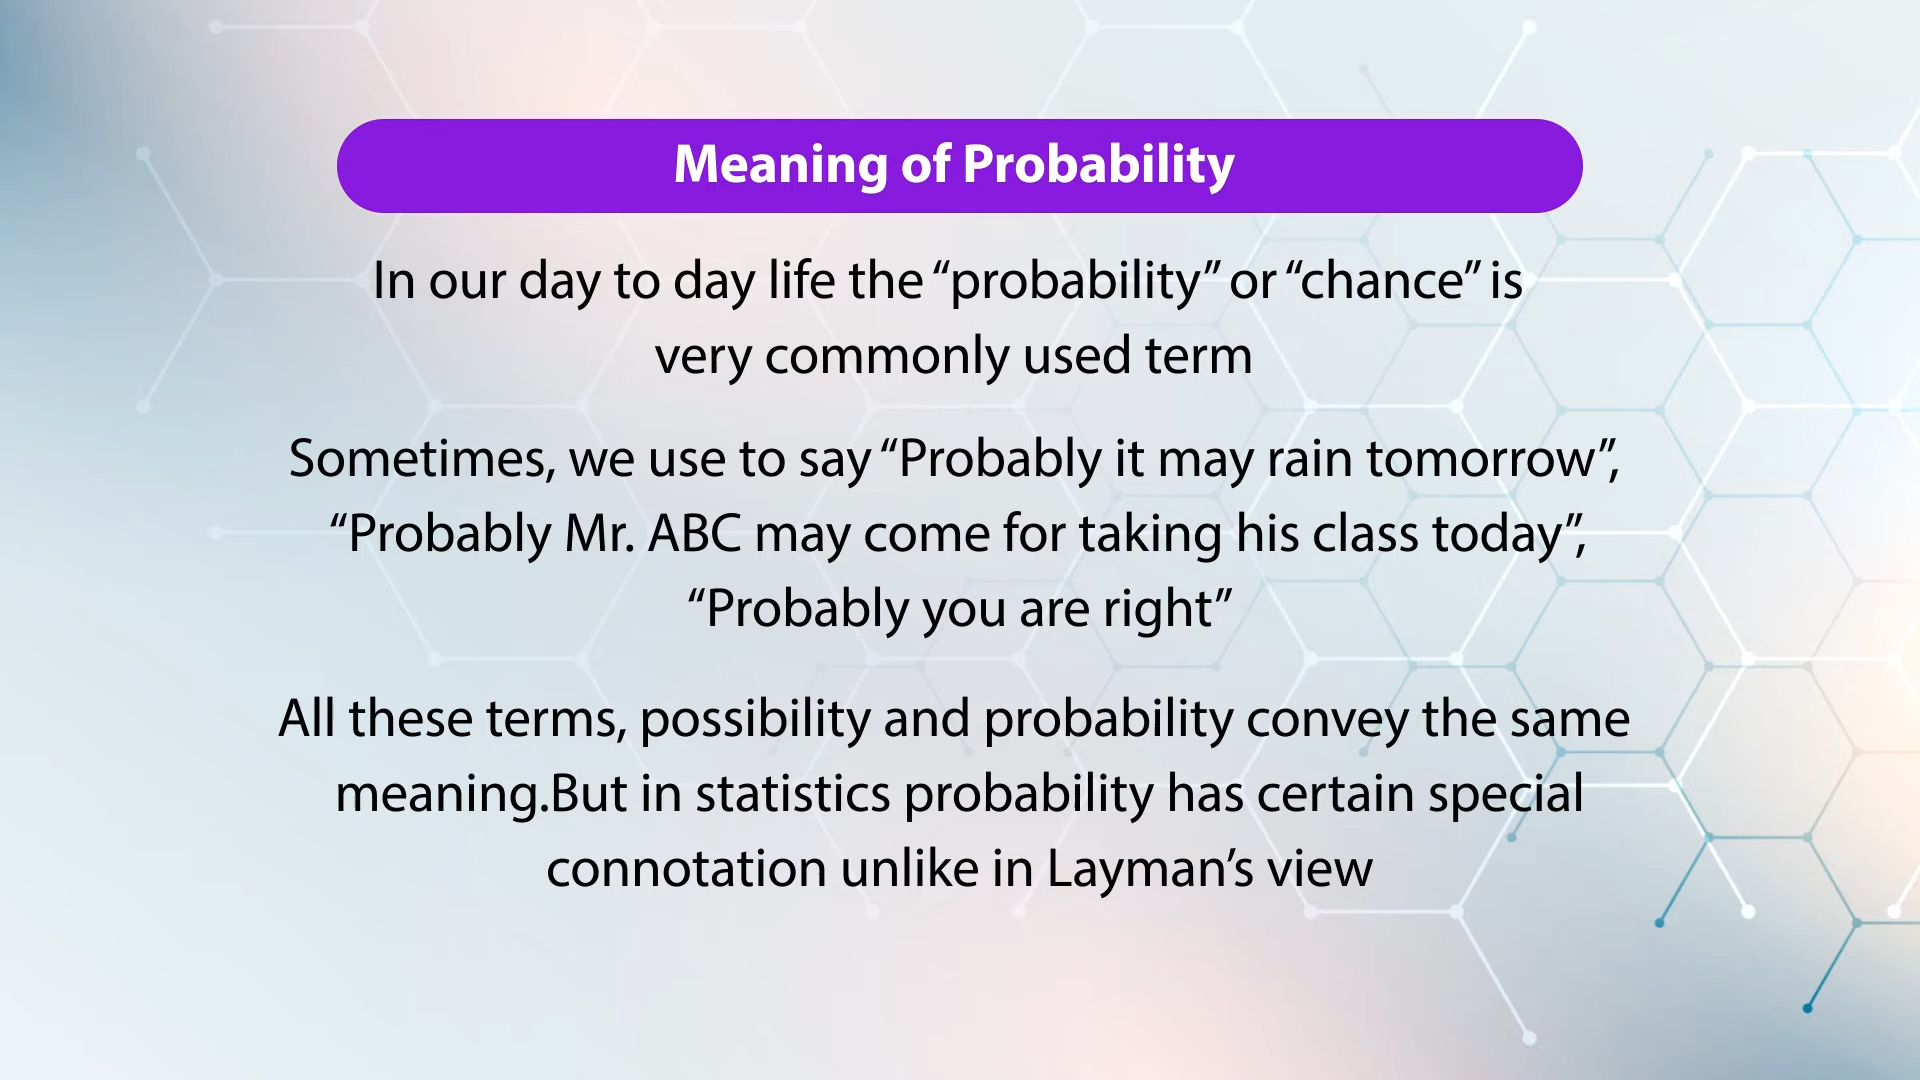 Meaning of Probability
In our day to day life the “probability” or “chance” is
very commonly used term
Sometimes, we use to say “Probably it may rain tomorrow”,
“Probably Mr. ABC may come for taking his class today”,
“Probably you are right”
All these terms, possibility and probability convey the same
meaning.But in statistics probability has certain special
connotation unlike in Layman’s view